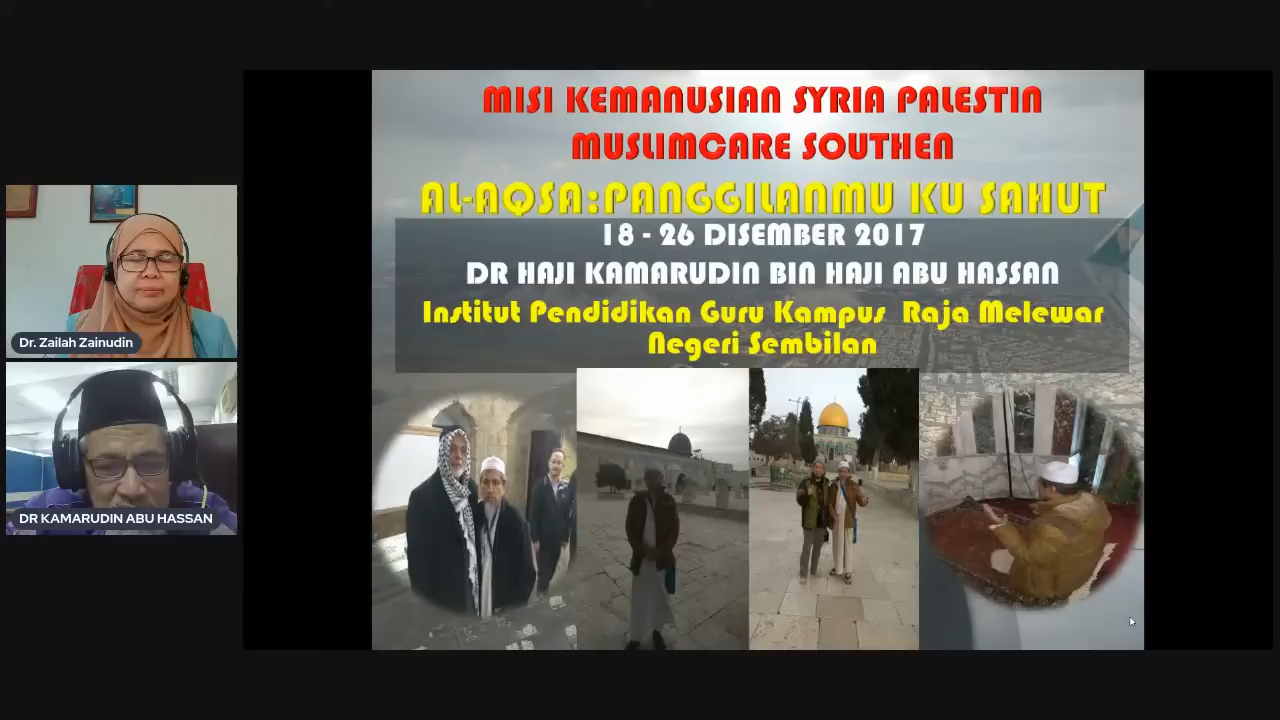 MISI KEMANUSIAN SYRIA PALESTIN
MUSLIMCARE SOUTHEN
AL-AQSA:PANGGILANMU KU SAHUT
18 - 26 DISEMBER 2017
DR HAJI KAMARUDIN BIN HAJI ABU HASSAN
Institut Pendidikan Guru Kampus Raja Melewar
Negeri Sembilan
Dr. Zailah Zainudin
DR KAMARUDIN ABU HASSAN